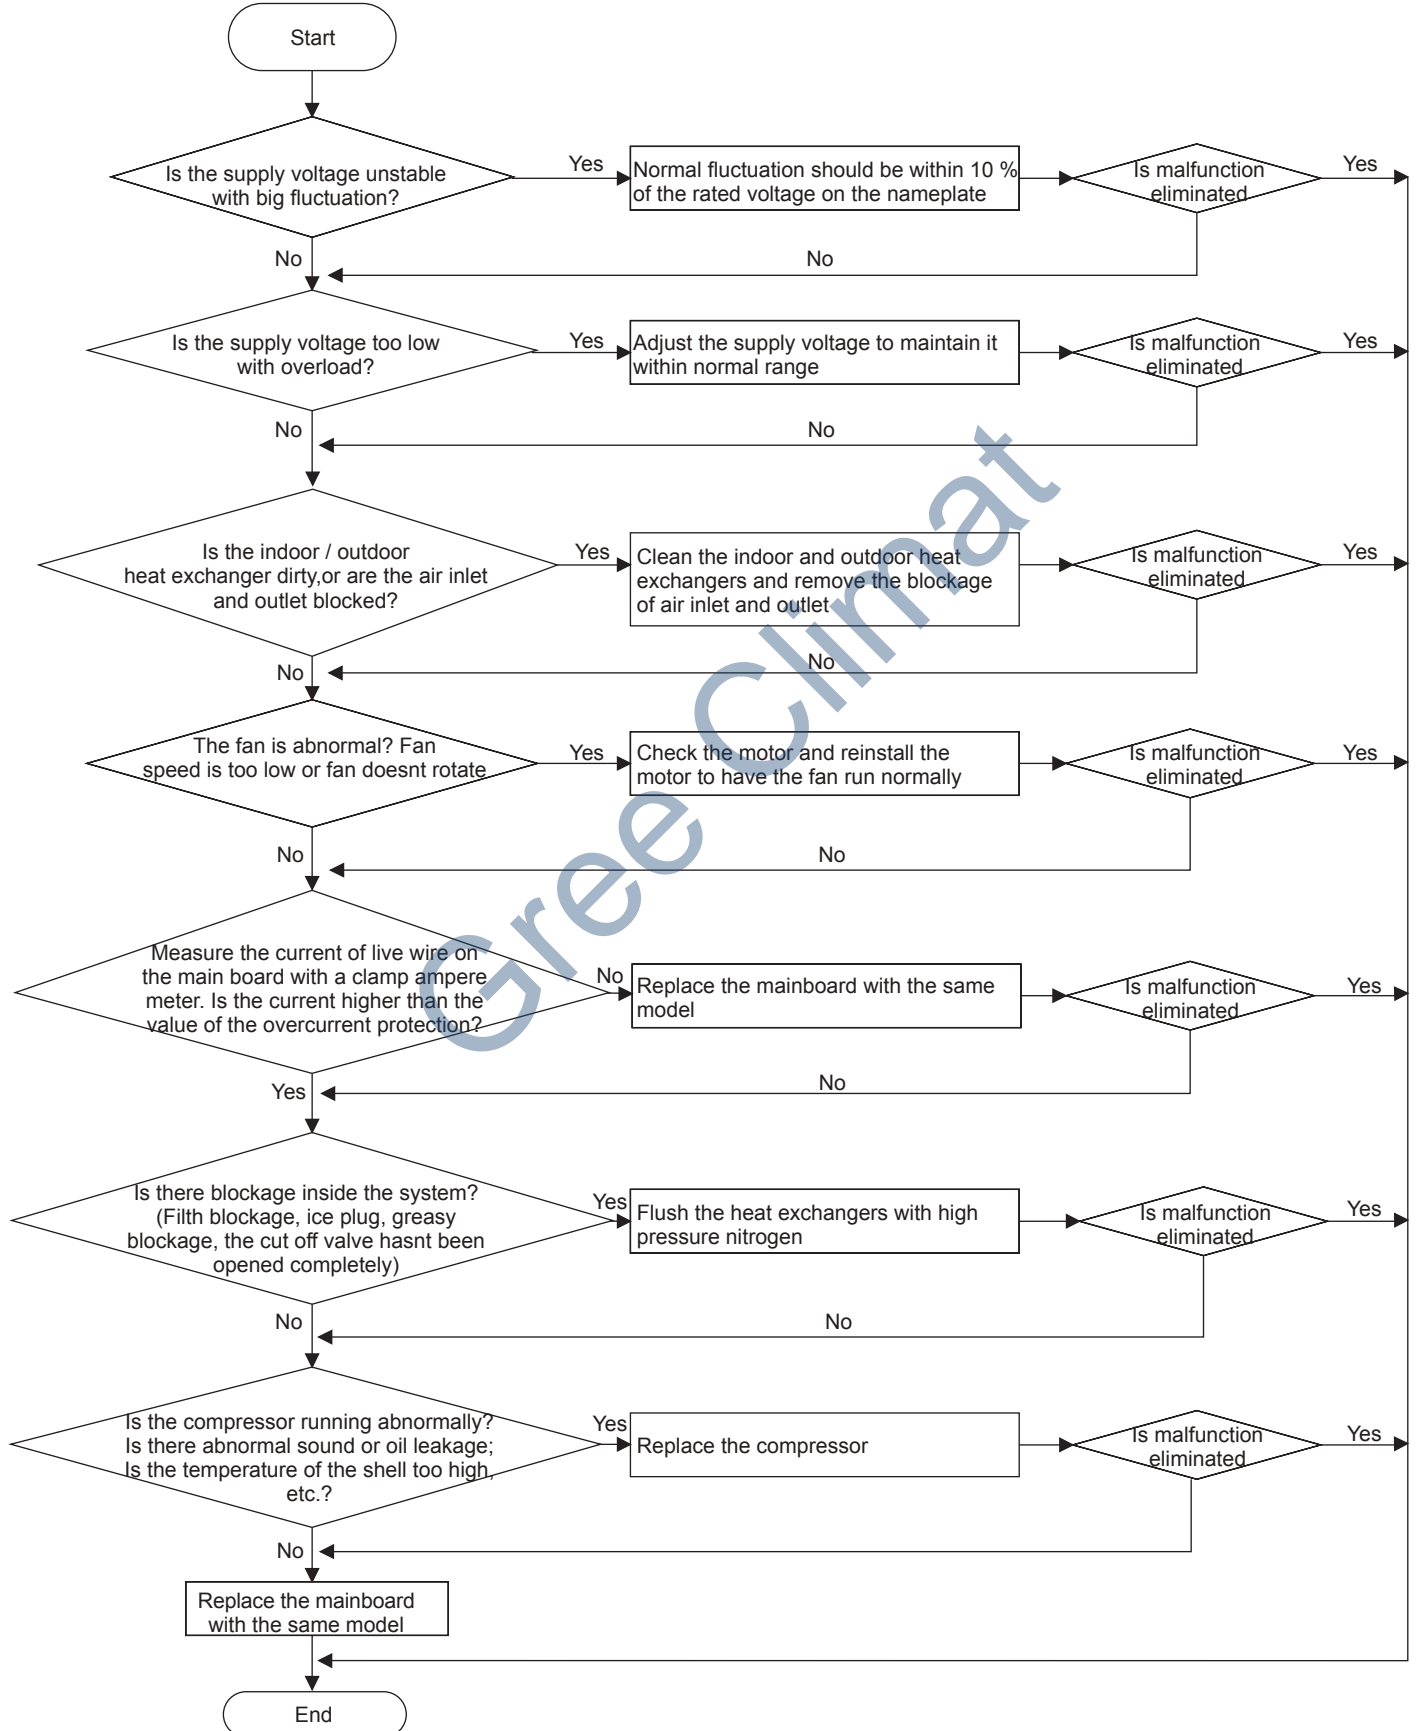 Start
Is the supply voltage unstable
with big fluctuation?
Yes
Normal fluctuation should be within 10 %
of the rated voltage on the nameplate
Is malfunction
eliminated
Yes
No
No
Is the supply voltage too low
with overload?
Yes
Adjust the supply voltage to maintain it
within normal range
Is malfunction
eliminated
Yes
No
No
Is the indoor / outdoor
heat exchanger dirty,or are the air inlet
and outlet blocked?
Yes
Clean the indoor and outdoor heat
exchangers and remove the blockage
of air inlet and outlet
Is malfunction
eliminated
Yes
No
No
The fan is abnormal? Fan
speed is too low or fan doesnt rotate
Yes
Check the motor and reinstall the
motor to have the fan run normally
Is malfunction
eliminated
Yes
No
No
Measure the current of live wire on
the main board with a clamp ampere
meter. Is the current higher than the
value of the overcurrent protection?
No
Replace the mainboard with the same
model
Is malfunction
eliminated
Yes
Yes
No
Is there blockage inside the system?
(Filth blockage, ice plug, greasy
blockage, the cut off valve hasnt been
opened completely)
Yes
Flush the heat exchangers with high
pressure nitrogen
Is malfunction
eliminated
Yes
No
No
Is the compressor running abnormally?
Is there abnormal sound or oil leakage;
Is the temperature of the shell too high,
etc.?
Yes
Replace the compressor
Is malfunction
eliminated
Yes
No
Replace the mainboard
with the same model
End
Gree Climat